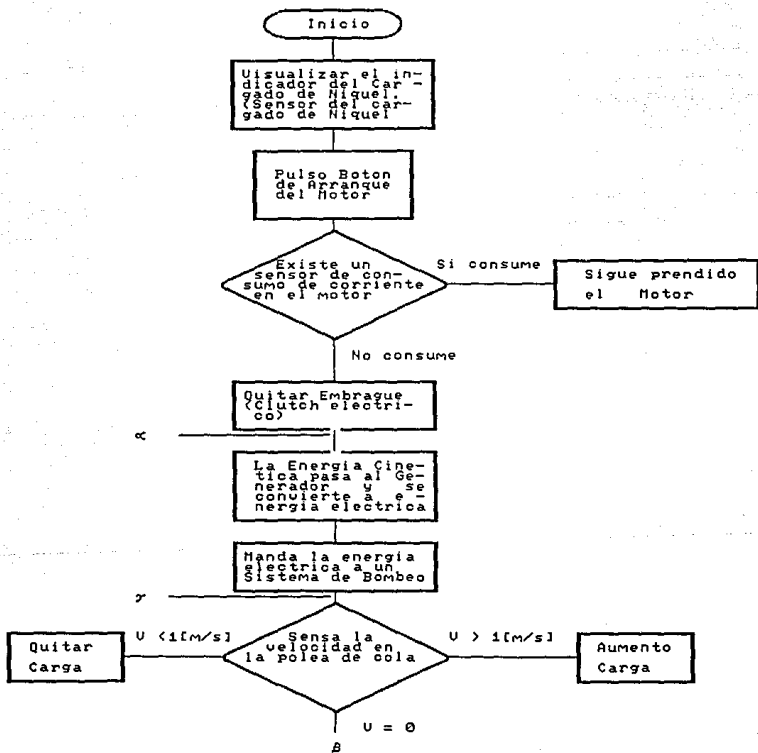 Inicio
Visualizar el in-
dicador del Car-
gado de Niquel.
(Sensor del car-
gado de Niquel
Pulso Boton
de Arranque
del Motor
Existe un
sensor de con-
sumo de corriente
en el motor
Si consume
Sigue prendido
el Motor
No consume
Quitar Embrague
(Clutch electri-
co)
α
La Energia Cine-
tica pasa al Ge-
nerador y se
convierte a e-
nergia electrica
Manda la energia
electrica a un
Sistema de Bombeo
γ
Quitar
Carga
V <1[m/s]
Sensa la
velocidad en
la polea de cola
V > 1[m/s]
Aumento
Carga
V = 0
β